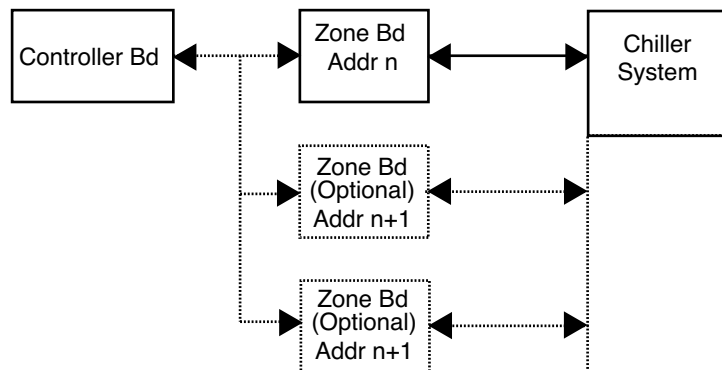 Controller Bd
Zone Bd
Addr n
Chiller
System
Zone Bd
(Optional)
Addr n+1
Zone Bd
(Optional)
Addr n+1